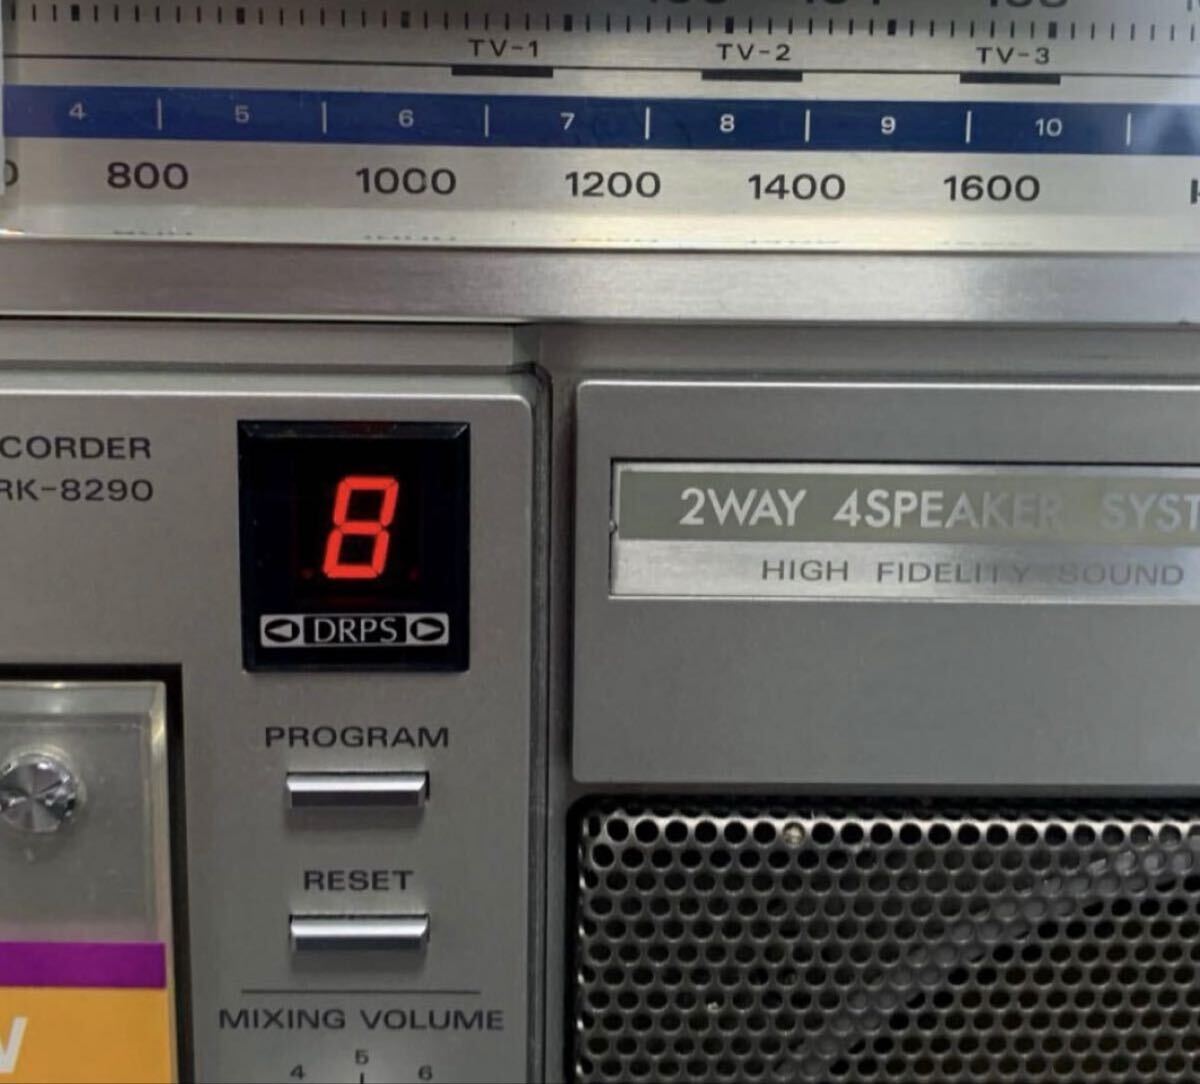 TV-1 TV-2 TV-3
4 5 6 7 8 9 10
800 1000 1200 1400 1600
CORDER
RK-8290
8
DRPS
2WAY 4SPEAKER SYST
HIGH FIDELITY SOUND
PROGRAM
RESET
MIXING VOLUME
4 5 6